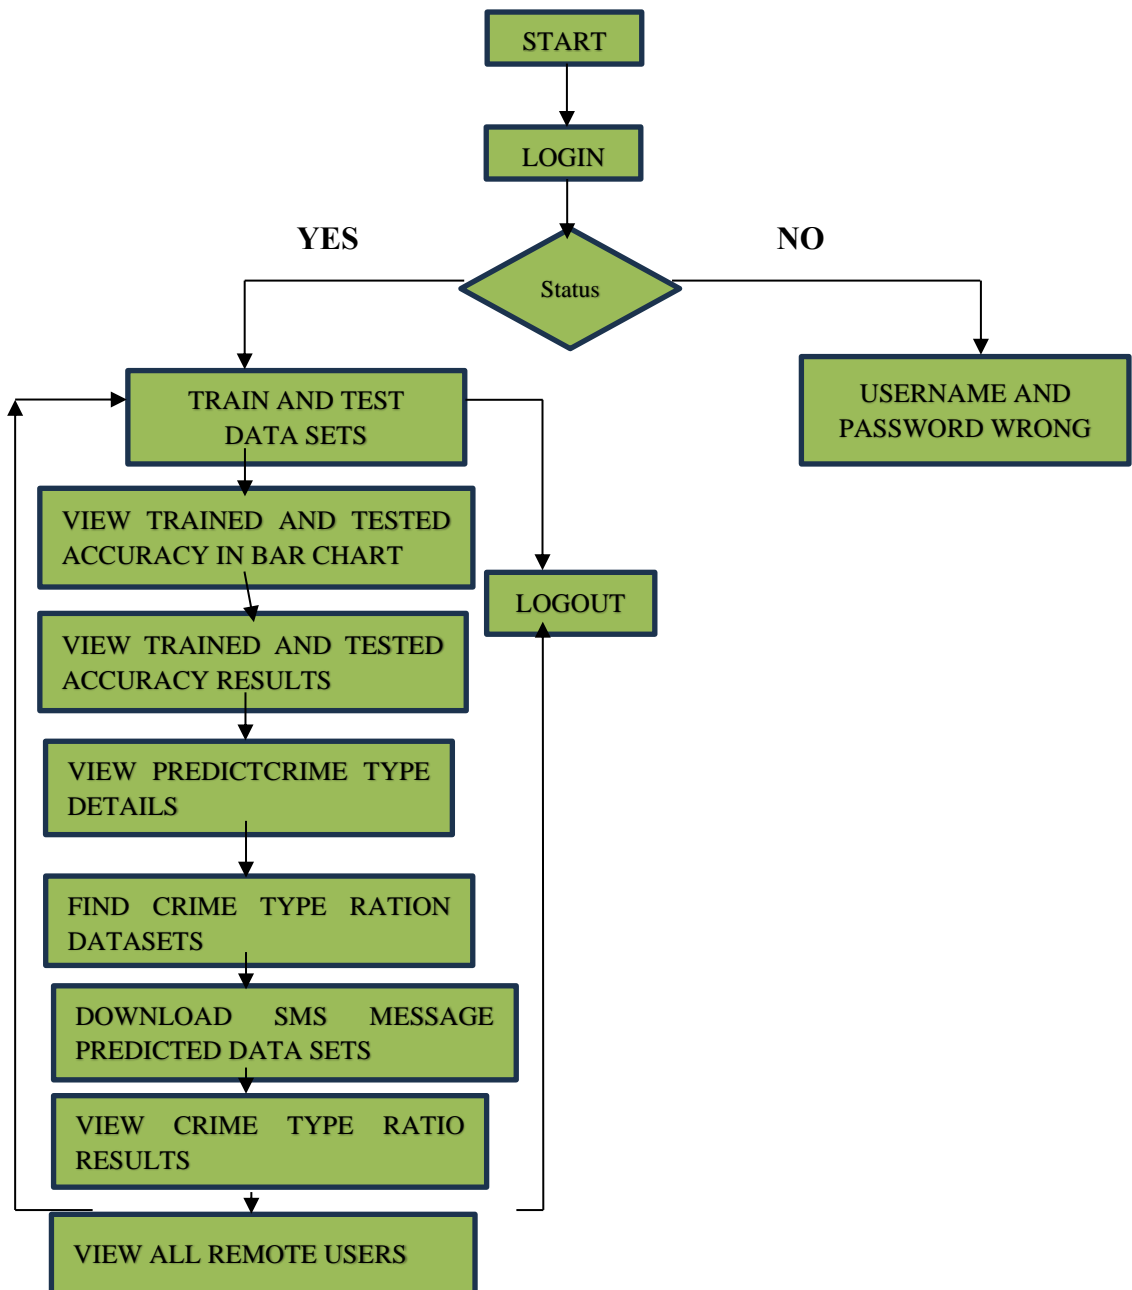 START
LOGIN
YES
NO
Status
TRAIN AND TEST
DATA SETS
USERNAME AND
PASSWORD WRONG
VIEW TRAINED AND TESTED
ACCURACY IN BAR CHART
LOGOUT
VIEW TRAINED AND TESTED
ACCURACY RESULTS
VIEW PREDICTCRIME TYPE
DETAILS
FIND CRIME TYPE RATION
DATASETS
DOWNLOAD SMS MESSAGE
PREDICTED DATA SETS
VIEW CRIME TYPE RATIO
RESULTS
VIEW ALL REMOTE USERS